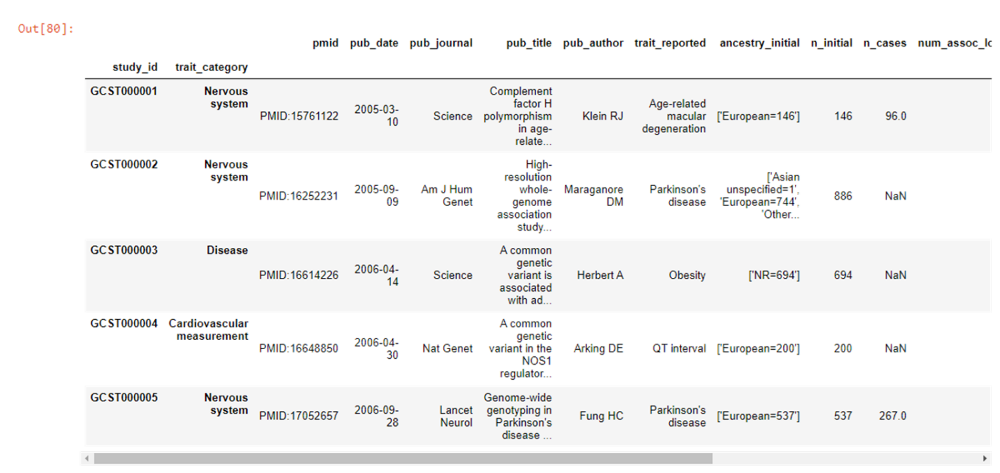 Out[80]:
pmid pub_date pub_journal pub_title pub_author trait_reported ancestry_initial n_initial n_cases num_assoc_lo
study_id trait_category
GCST000001 Nervous system PMID:15761122 2005-03-10 Science Complement factor H polymorphism in age-relate... Klein RJ Age-related macular degeneration ['European=146'] 146 96.0
GCST000002 Nervous system PMID:16252231 2005-09-09 Am J Hum Genet High-resolution whole-genome association study... Maraganore DM Parkinson's disease ['Asian unspecified=1', 'European=744', 'Other... 886 NaN
GCST000003 Disease PMID:16614226 2006-04-14 Science A common genetic variant is associated with ad... Herbert A Obesity ['NR=694'] 694 NaN
GCST000004 Cardiovascular measurement PMID:16648850 2006-04-30 Nat Genet A common genetic variant in the NOS1 regulator... Arking DE QT interval ['European=200'] 200 NaN
GCST000005 Nervous system PMID:17052657 2006-09-28 Lancet Neurol Genome-wide genotyping in Parkinson's disease ... Fung HC Parkinson's disease ['European=537'] 537 267.0